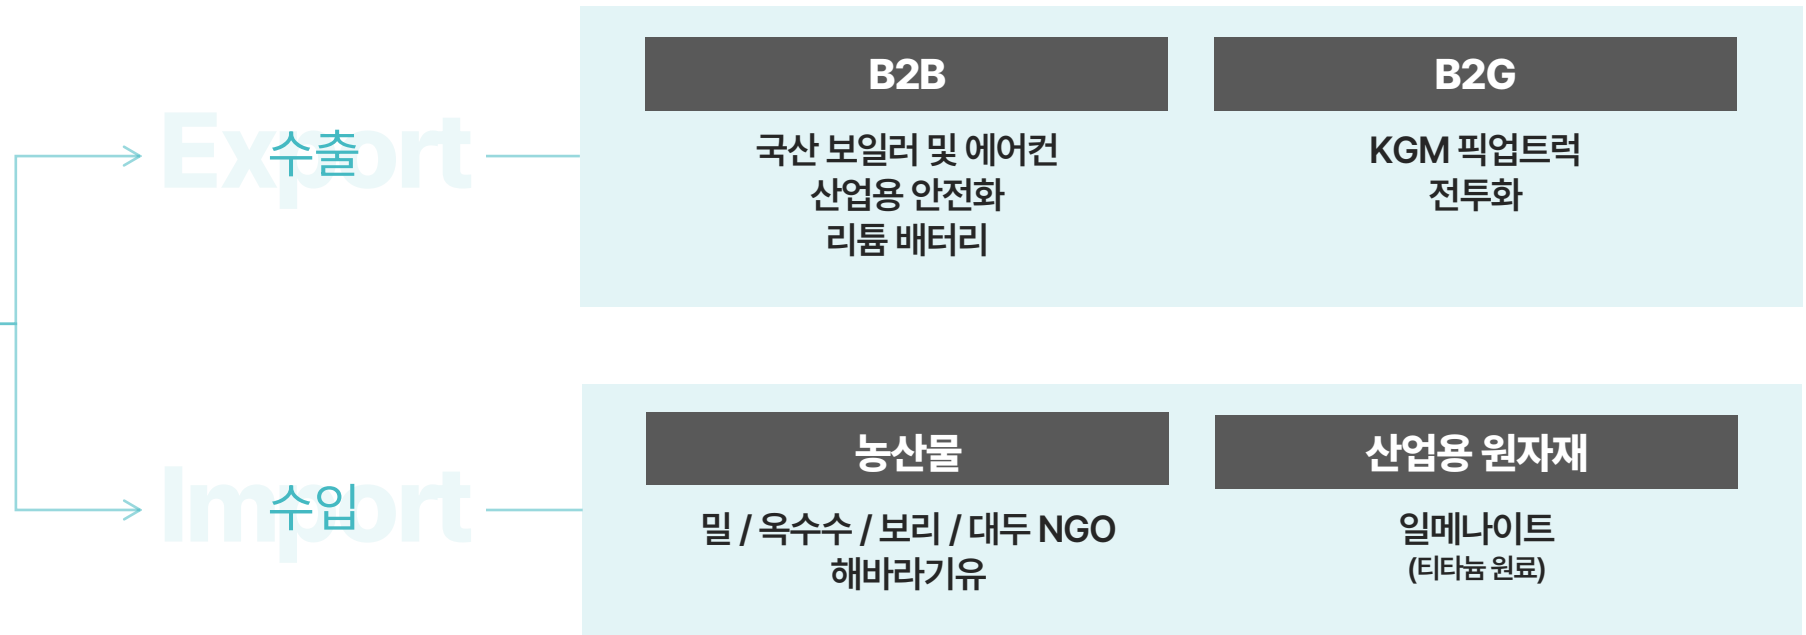 Export
수출
B2B
국산 보일러 및 에어컨
산업용 안전화
리튬 배터리
B2G
KGM 픽업트럭
전투화
Import
수입
농산물
밀 / 옥수수 / 보리 / 대두 NGO
해바라기유
산업용 원자재
일메나이트
(티타늄 원료)